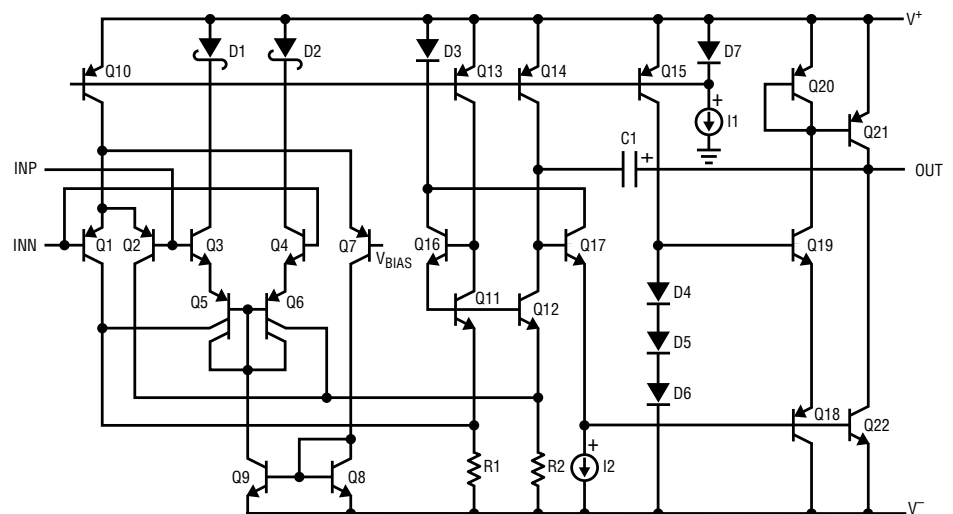 V+
D1
D2
D3
D7
Q10
Q13
Q14
Q15
Q20
+
I1
Q21
C1
+
INP
OUT
INN
Q1
Q2
Q3
Q4
Q7
VBIAS
Q16
Q17
Q19
Q5
Q6
Q11
Q12
D4
D5
D6
Q18
Q22
+
Q9
Q8
R1
R2
I2
V–